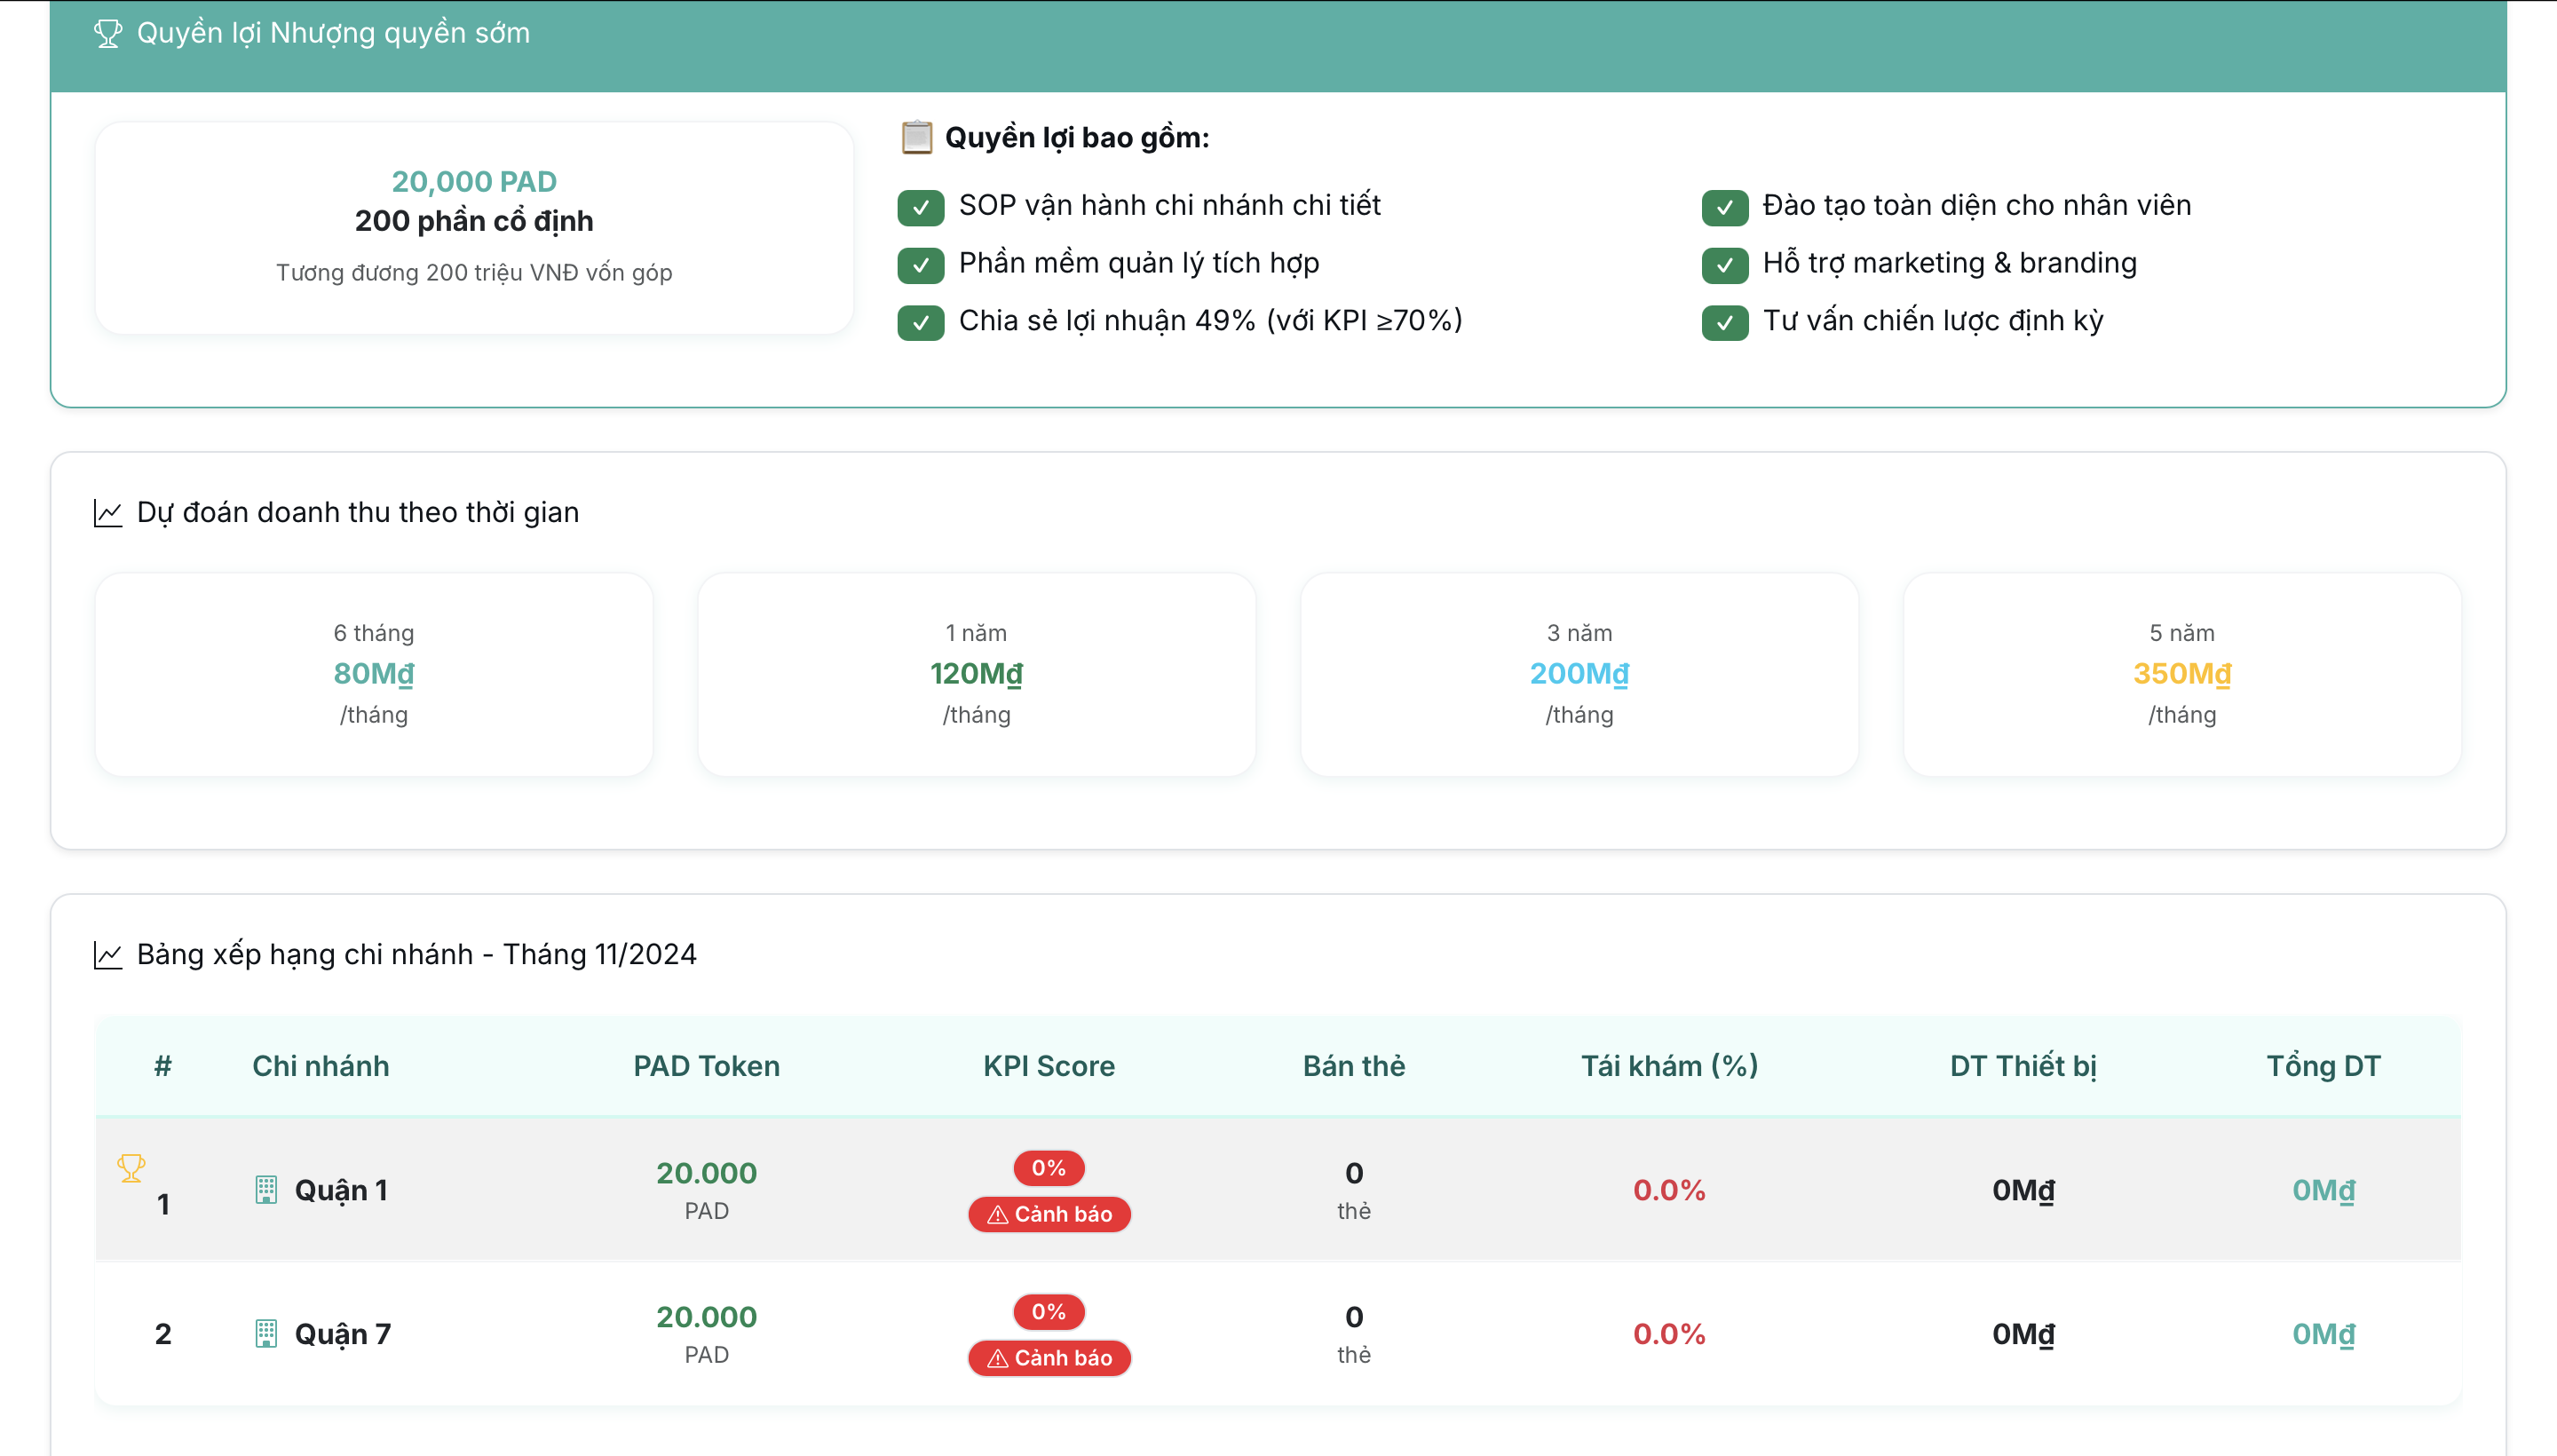 Quyền lợi Nhượng quyền sớm
20,000 PAD
200 phần cổ định
Tương đương 200 triệu VNĐ vốn góp
Quyền lợi bao gồm:
SOP vận hành chi nhánh chi tiết
Đào tạo toàn diện cho nhân viên
Phần mềm quản lý tích hợp
Hỗ trợ marketing & branding
Chia sẻ lợi nhuận 49% (với KPI ≥70%)
Tư vấn chiến lược định kỳ
Dự đoán doanh thu theo thời gian
6 tháng
80M₫
/tháng
1 năm
120M₫
/tháng
3 năm
200M₫
/tháng
5 năm
350M₫
/tháng
Bảng xếp hạng chi nhánh - Tháng 11/2024
# Chi nhánh PAD Token KPI Score Bán thẻ Tái khám (%) DT Thiết bị Tổng DT
1 Quận 1 20.000 PAD 0% Cảnh báo 0 thẻ 0.0% 0M₫ 0M₫
2 Quận 7 20.000 PAD 0% Cảnh báo 0 thẻ 0.0% 0M₫ 0M₫